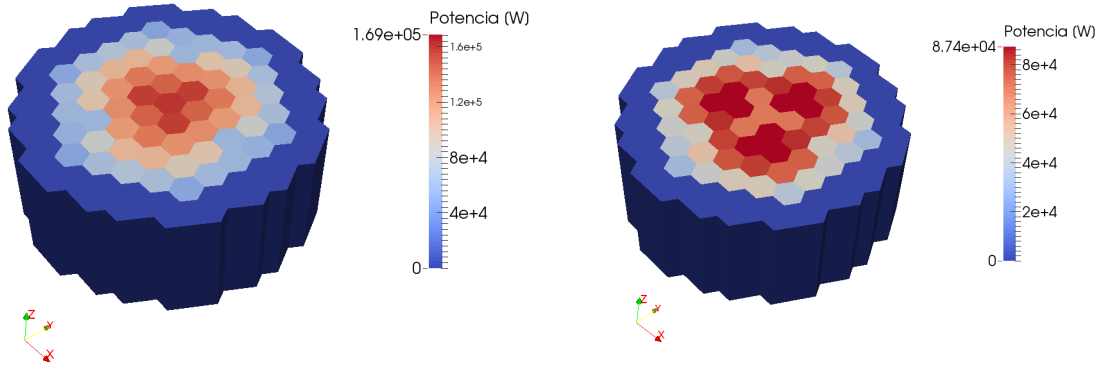 Potencia (W)
1.69e+05
1.6e+5
1.2e+5
8e+4
4e+4
0
Z
Y
X
Potencia (W)
8.74e+04
8e+4
6e+4
4e+4
2e+4
0
Z
Y
X